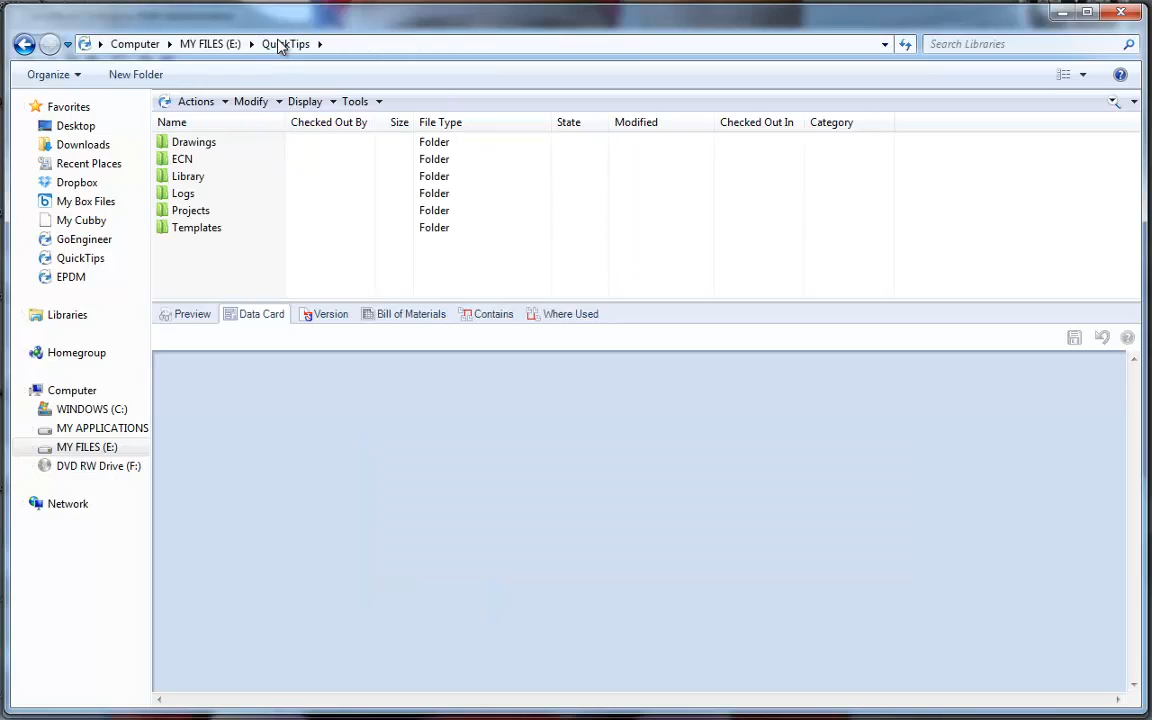 Computer MY FILES (E:) QuickTips Search Libraries
Organize New Folder
Favorites
Desktop
Downloads
Recent Places
Dropbox
My Box Files
My Cubby
GoEngineer
QuickTips
EPDM
Libraries
Homegroup
Computer
WINDOWS (C:)
MY APPLICATIONS
MY FILES (E:)
DVD RW Drive (F:)
Network
Actions Modify Display Tools
Name Checked Out By Size File Type State Modified Checked Out In Category
Drawings Folder
ECN Folder
Library Folder
Logs Folder
Projects Folder
Templates Folder
Preview Data Card Version Bill of Materials Contains Where Used